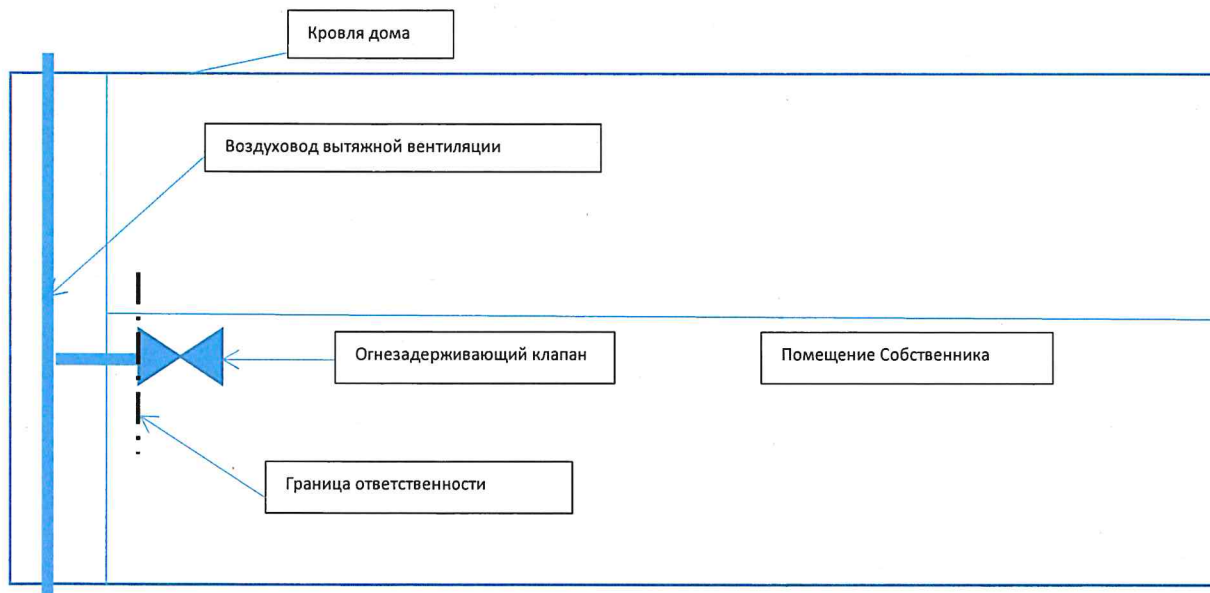 Кровля дома
Воздуховод вытяжной вентиляции
Огнезадерживающий клапан
Помещение Собственника
Граница ответственности